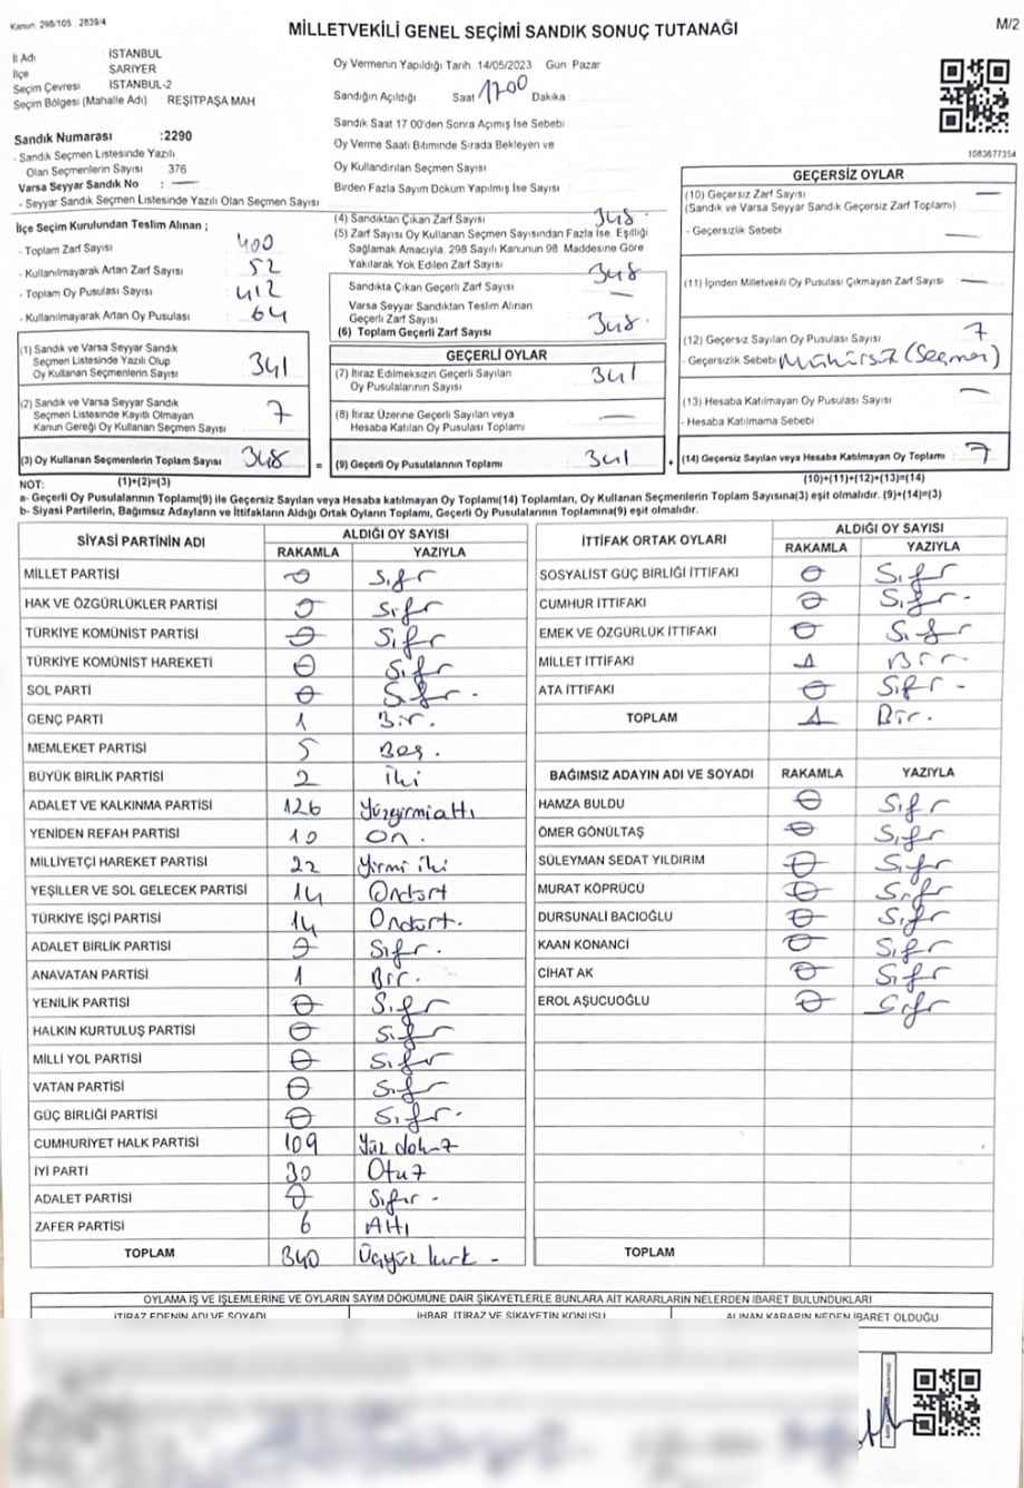 Kanun: 298/105 2839/4
MİLLETVEKİLİ GENEL SEÇİMİ SANDIK SONUÇ TUTANAĞI
M/2
İl Adı İSTANBUL
İlçe SARIYER
Seçim Çevresi İSTANBUL-2
Seçim Bölgesi (Mahalle Adı) REŞİTPAŞA MAH
Oy Vermenin Yapıldığı Tarih 14/05/2023 Gün Pazar
Sandığın Açıldığı Saat 17:00 Dakika
Sandık Saat 17 00'den Sonra Açımış İse Sebebi
Oy Verme Saati Bitiminde Sırada Bekleyen ve
Oy Kullandırılan Seçmen Sayısı
Birden Fazla Sayım Döküm Yapılmış İse Sayısı
1083677354
Sandık Numarası :2290
- Sandık Seçmen Listesinde Yazılı
Olan Seçmenlerin Sayısı 376
Varsa Seyyar Sandık No : —
- Seyyar Sandık Seçmen Listesinde Yazılı Olan Seçmen Sayısı
İlçe Seçim Kurulundan Teslim Alınan ;
- Toplam Zarf Sayısı 400
- Kullanılmayarak Artan Zarf Sayısı 52
- Toplam Oy Pusulası Sayısı 412
- Kullanılmayarak Artan Oy Pusulası 64
(1) Sandık ve Varsa Seyyar Sandık
Seçmen Listesinde Yazılı Olup
Oy Kullanan Seçmenlerin Sayısı 341
(2) Sandık ve Varsa Seyyar Sandık
Seçmen Listesinde Kayıtlı Olmayan
Kanun Gereği Oy Kullanan Seçmen Sayısı 7
(3) Oy Kullanan Seçmenlerin Toplam Sayısı 348
(4) Sandıktan Çıkan Zarf Sayısı 348.
(5) Zarf Sayısı Oy Kullanan Seçmen Sayısından Fazla İse, Eşitliği
Sağlamak Amacıyla, 298 Sayılı Kanunun 98. Maddesine Göre
Yakılarak Yok Edilen Zarf Sayısı
Sandıkta Çıkan Geçerli Zarf Sayısı 348
Varsa Seyyar Sandıktan Teslim Alınan
Geçerli Zarf Sayısı —
(6) Toplam Geçerli Zarf Sayısı 348.
GEÇERLİ OYLAR
(7) İtiraz Edilmeksizin Geçerli Sayılan
Oy Pusulalarının Sayısı 341
(8) İtiraz Üzerine Geçerli Sayılan veya
Hesaba Katılan Oy Pusulası Toplamı —
= (9) Geçerli Oy Pusulalarının Toplamı 341
GEÇERSİZ OYLAR
(10) Geçersiz Zarf Sayısı —
(Sandık ve Varsa Seyyar Sandık Geçersiz Zarf Toplamı)
- Geçersizlik Sebebi —
(11) İçinden Milletvekili Oy Pusulası Çıkmayan Zarf Sayısı —
(12) Geçersiz Sayılan Oy Pusulası Sayısı 7
- Geçersizlik Sebebi Mühürsüz (Seçmen)
(13) Hesaba Katılmayan Oy Pusulası Sayısı —
- Hesaba Katılmama Sebebi
(14) Geçersiz Sayılan veya Hesaba Katılmayan Oy Toplamı 7
NOT: (1)+(2)=(3)
(10)+(11)+(12)+(13)=(14)
a- Geçerli Oy Pusulalarının Toplamı(9) ile Geçersiz Sayılan veya Hesaba katılmayan Oy Toplamı(14) Toplamları, Oy Kullanan Seçmenlerin Toplam Sayısına(3) eşit olmalıdır. (9)+(14)=(3)
b- Siyasi Partilerin, Bağımsız Adayların ve İttifakların Aldığı Ortak Oyların Toplamı, Geçerli Oy Pusulalarının Toplamına(9) eşit olmalıdır.
SİYASİ PARTİNİN ADI ALDIĞI OY SAYISI
RAKAMLA YAZIYLA
MİLLET PARTİSİ 0 Sıfır
HAK VE ÖZGÜRLÜKLER PARTİSİ 0 Sıfır
TÜRKİYE KOMÜNİST PARTİSİ 0 Sıfır
TÜRKİYE KOMÜNİST HAREKETİ 0 Sıfır
SOL PARTİ 0 Sıfır.
GENÇ PARTİ 1 Bir.
MEMLEKET PARTİSİ 5 Beş.
BÜYÜK BİRLİK PARTİSİ 2 İki
ADALET VE KALKINMA PARTİSİ 126 Yüzyirmialtı
YENİDEN REFAH PARTİSİ 10 On.
MİLLİYETÇİ HAREKET PARTİSİ 22 Yirmi iki
YEŞİLLER VE SOL GELECEK PARTİSİ 14 Ondört
TÜRKİYE İŞÇİ PARTİSİ 14 Ondört.
ADALET BİRLİK PARTİSİ 0 Sıfır.
ANAVATAN PARTİSİ 1 Bir.
YENİLİK PARTİSİ 0 Sıfır
HALKIN KURTULUŞ PARTİSİ 0 Sıfır
MİLLİ YOL PARTİSİ 0 Sıfır
VATAN PARTİSİ 0 Sıfır
GÜÇ BİRLİĞİ PARTİSİ 0 Sıfır.
CUMHURİYET HALK PARTİSİ 109 Yüz dokuz
İYİ PARTİ 30 Otuz
ADALET PARTİSİ 0 Sıfır -
ZAFER PARTİSİ 6 Altı
TOPLAM 340 Üçyüz kırk -
İTTİFAK ORTAK OYLARI ALDIĞI OY SAYISI
RAKAMLA YAZIYLA
SOSYALİST GÜÇ BİRLİĞİ İTTİFAKI 0 Sıfır
CUMHUR İTTİFAKI 0 Sıfır-
EMEK VE ÖZGÜRLÜK İTTİFAKI 0 Sıfır
MİLLET İTTİFAKI 1 Bir
ATA İTTİFAKI 0 Sıfır -
TOPLAM 1 Bir.
BAĞIMSIZ ADAYIN ADI VE SOYADI RAKAMLA YAZIYLA
HAMZA BULDU 0 Sıfır
ÖMER GÖNÜLTAŞ 0 Sıfır
SÜLEYMAN SEDAT YILDIRIM 0 Sıfır
MURAT KÖPRÜCÜ 0 Sıfır
DURSUNALİ BACIOĞLU 0 Sıfır
KAAN KONANCİ 0 Sıfır
CİHAT AK 0 Sıfır
EROL AŞUCUOĞLU 0 Sıfır
TOPLAM
OYLAMA İŞ VE İŞLEMLERİNE VE OYLARIN SAYIM DÖKÜMÜNE DAİR ŞİKAYETLERLE BUNLARA AİT KARARLARIN NELERDEN İBARET BULUNDUKLARI
İTİRAZ EDENİN ADI VE SOYADI İHBAR, İTİRAZ VE ŞİKAYETİN KONUSU ALINAN KARARIN NEDEN İBARET OLDUĞU